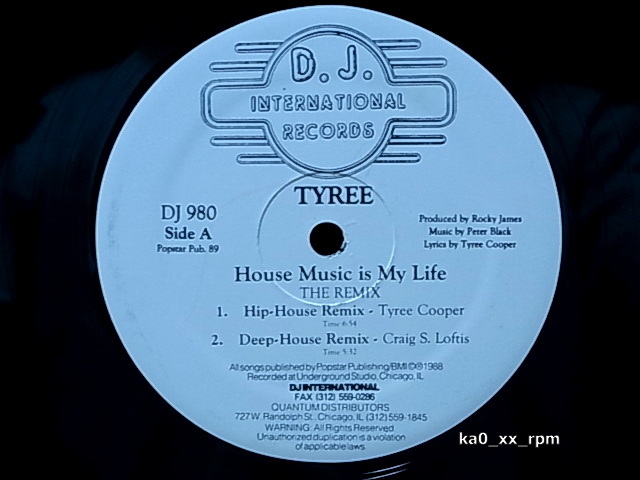 D.J.
INTERNATIONAL
RECORDS
TYREE
DJ 980
Side A
Popstar Pub. 89
Produced by Rocky James
Music by Peter Black
Lyrics by Tyree Cooper
House Music is My Life
THE REMIX
1. Hip-House Remix - Tyree Cooper
Time 6:54
2. Deep-House Remix - Craig S. Loftis
Time 5:32
All songs published by Popstar Publishing/BMI ©℗1988
Recorded at Underground Studio, Chicago, IL
DJ INTERNATIONAL
FAX (312) 559-0286
QUANTUM DISTRIBUTORS
727 W. Randolph St., Chicago, IL (312) 559-1845
WARNING: All Rights Reserved
Unauthorized duplication is a violation
of applicable laws.
ka0_xx_rpm